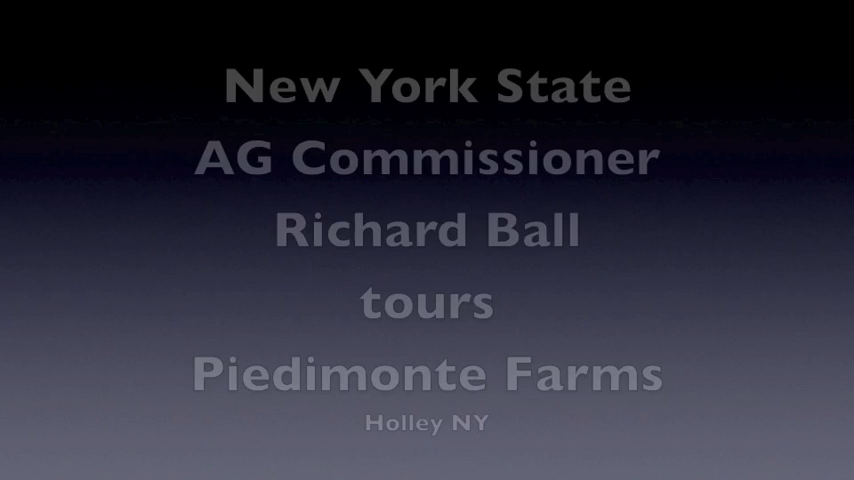 New York State
AG Commissioner
Richard Ball
tours
Piedimonte Farms
Holley NY